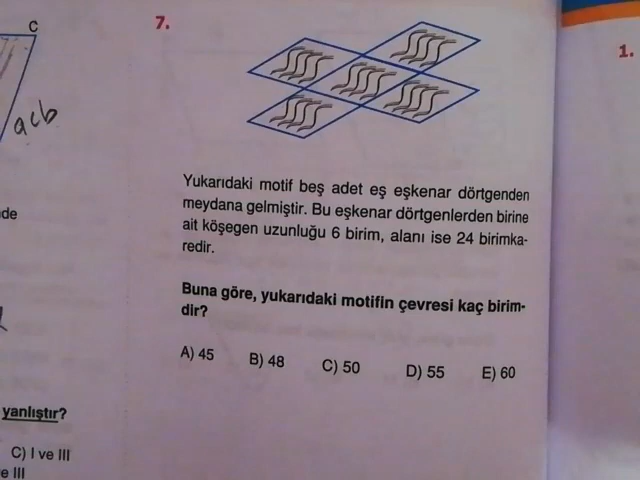 C
acb
de
yanlıştır?
C) I ve III
e III
7.
Yukarıdaki motif beş adet eş eşkenar dörtgenden
meydana gelmiştir. Bu eşkenar dörtgenlerden birine
ait köşegen uzunluğu 6 birim, alanı ise 24 birimka-
redir.
Buna göre, yukarıdaki motifin çevresi kaç birim-
dir?
A) 45 B) 48 C) 50 D) 55 E) 60
1.